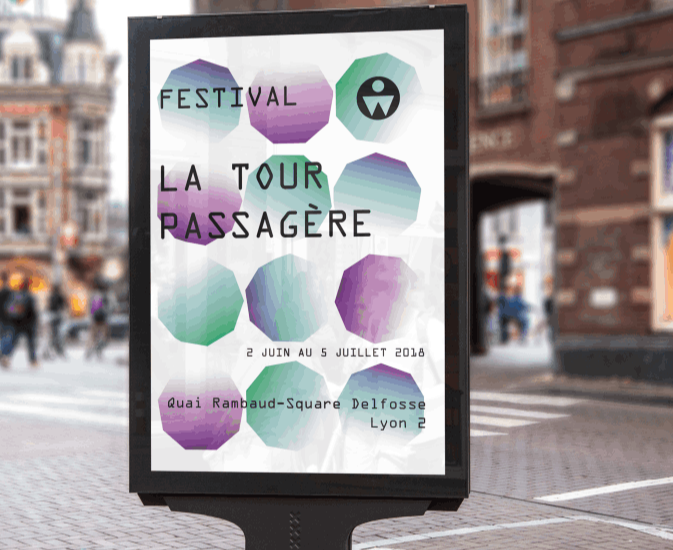 FESTIVAL
LA TOUR
PASSAGÈRE
2 JUIN AU 5 JUILLET 2018
Quai Rambaud-Square Delfosse
Lyon 2